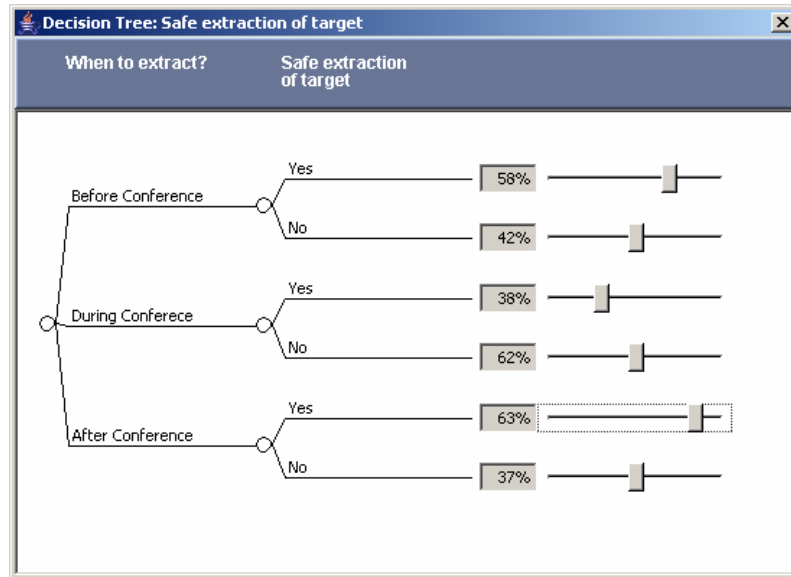 Decision Tree: Safe extraction of target
When to extract?
Safe extraction
of target
Before Conference
Yes
58%
No
42%
During Conferece
Yes
38%
No
62%
After Conference
Yes
63%
No
37%